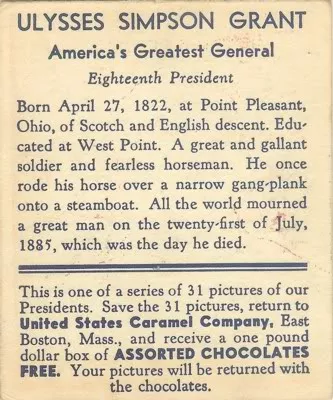 ULYSSES SIMPSON GRANT
America's Greatest General
Eighteenth President
Born April 27, 1822, at Point Pleasant,
Ohio, of Scotch and English descent. Edu-
cated at West Point. A great and gallant
soldier and fearless horseman. He once
rode his horse over a narrow gang-plank
onto a steamboat. All the world mourned
a great man on the twenty-first of July,
1885, which was the day he died.
This is one of a series of 31 pictures of our
Presidents. Save the 31 pictures, return to
United States Caramel Company, East
Boston, Mass., and receive a one pound
dollar box of ASSORTED CHOCOLATES
FREE. Your pictures will be returned with
the chocolates.